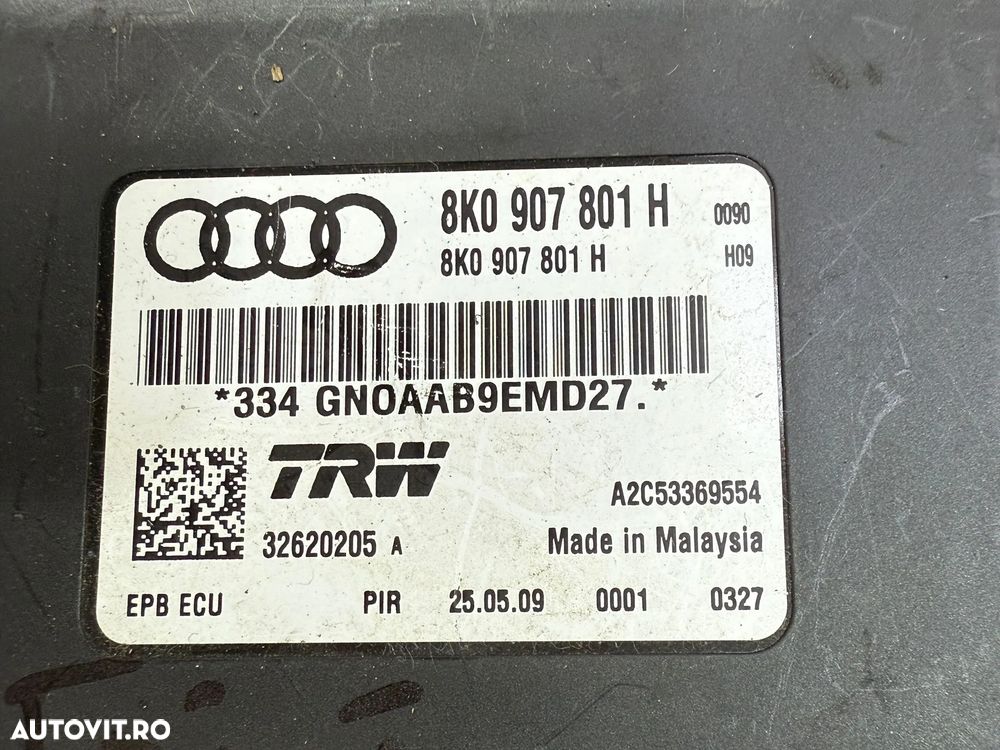 8K0 907 801 H 0090
8K0 907 801 H H09
*334 GN0AAB9EMD27.*
TRW
A2C53369554
32620205 A Made in Malaysia
EPB ECU PIR 25.05.09 0001 0327
AUTOVIT.RO